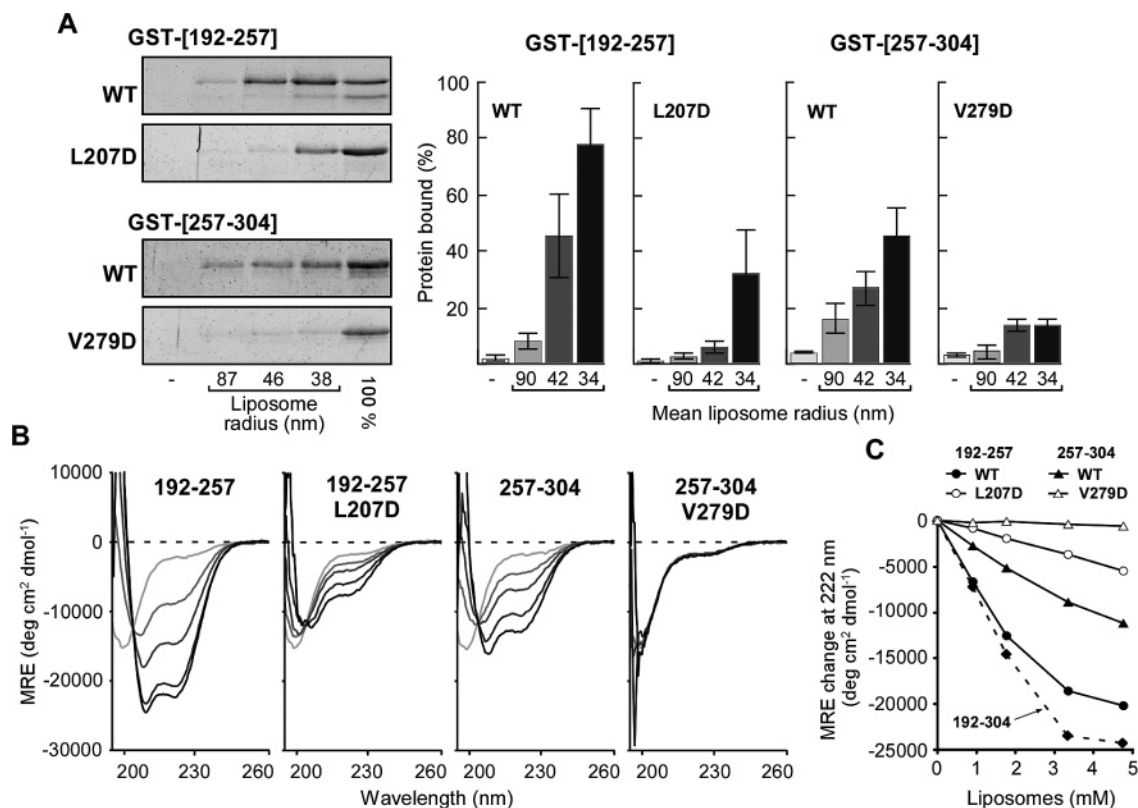 A
GST-[192-257]
WT
L207D
GST-[257-304]
WT
V279D
- 87 46 38 100 %
Liposome
radius (nm)
GST-[192-257] GST-[257-304]
Protein bound (%)
100
80
60
40
20
WT L207D WT V279D
- 90 42 34 - 90 42 34 - 90 42 34 - 90 42 34
Mean liposome radius (nm)
B
MRE (deg cm² dmol⁻¹)
10000
0
-10000
-20000
-30000
192-257
192-257
L207D
257-304
257-304
V279D
200 230 260 200 230 260 200 230 260 200 230 260
Wavelength (nm)
C
192-257 257-304
WT WT
L207D V279D
MRE change at 222 nm
(deg cm² dmol⁻¹)
0
-5000
-10000
-15000
-20000
-25000
192-304
0 1 2 3 4 5
Liposomes (mM)